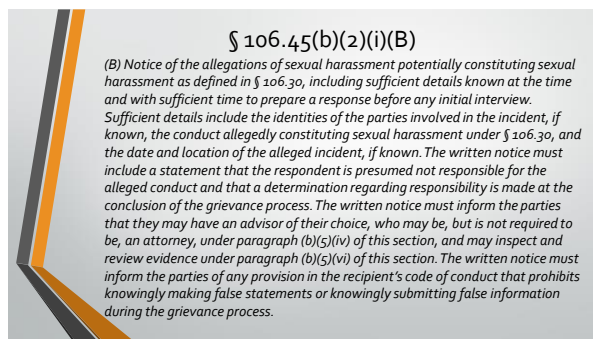 § 106.45(b)(2)(i)(B)
(B) Notice of the allegations of sexual harassment potentially constituting sexual
harassment as defined in § 106.30, including sufficient details known at the time
and with sufficient time to prepare a response before any initial interview.
Sufficient details include the identities of the parties involved in the incident, if
known, the conduct allegedly constituting sexual harassment under § 106.30, and
the date and location of the alleged incident, if known. The written notice must
include a statement that the respondent is presumed not responsible for the
alleged conduct and that a determination regarding responsibility is made at the
conclusion of the grievance process. The written notice must inform the parties
that they may have an advisor of their choice, who may be, but is not required to
be, an attorney, under paragraph (b)(5)(iv) of this section, and may inspect and
review evidence under paragraph (b)(5)(vi) of this section. The written notice must
inform the parties of any provision in the recipient's code of conduct that prohibits
knowingly making false statements or knowingly submitting false information
during the grievance process.